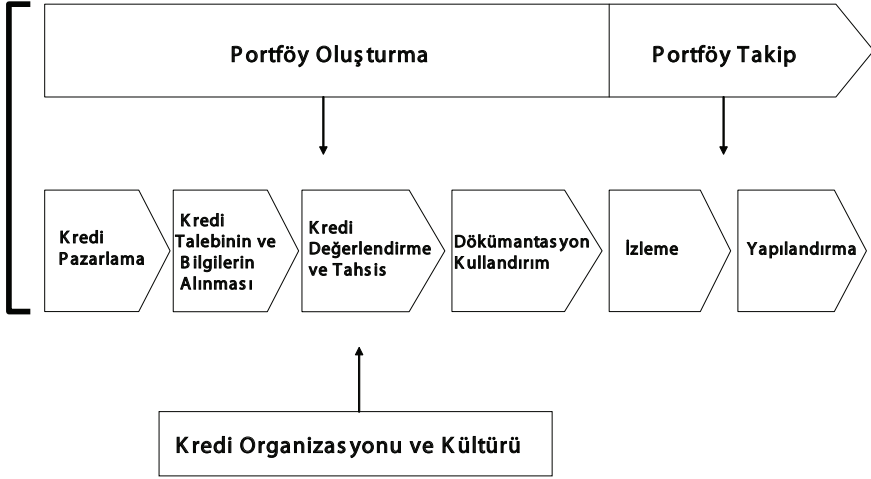 Portföy Oluşturma
Portföy Takip
Kredi
Pazarlama
Kredi
Talebinin ve
Bilgilerin
Alınması
Kredi
Değerlendirme
ve Tahsis
Dökümantasyon
Kullandırım
İzleme
Yapılandırma
Kredi Organizasyonu ve Kültürü